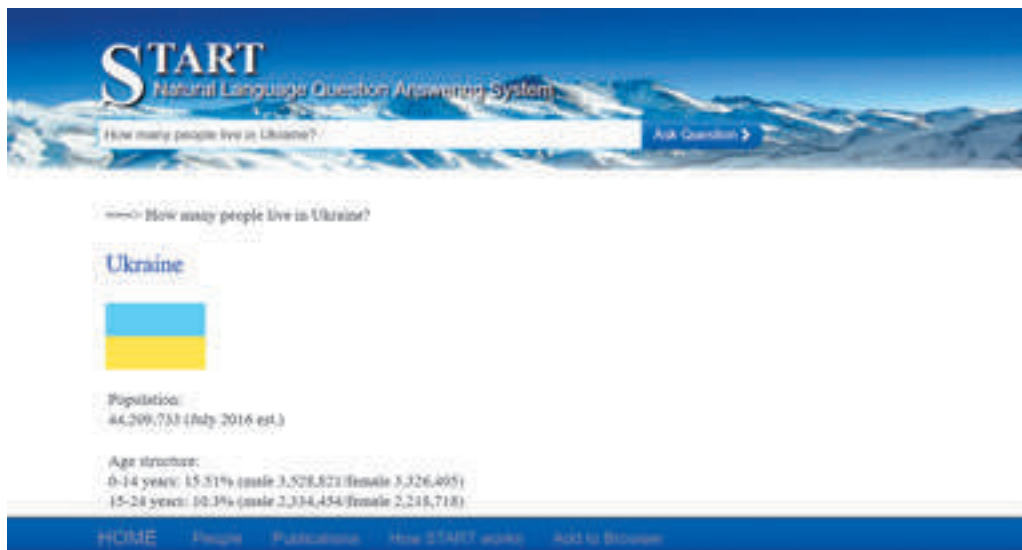 START
Natural Language Question Answering System
How many people live in Ukraine?
Ask Question >
===> How many people live in Ukraine?
Ukraine
Population:
44,209,733 (July 2016 est.)
Age structure:
0-14 years: 15.51% (male 3,528,821/female 3,326,495)
15-24 years: 10.3% (male 2,334,454/female 2,218,718)
HOME People Publications How START works Add to Browser